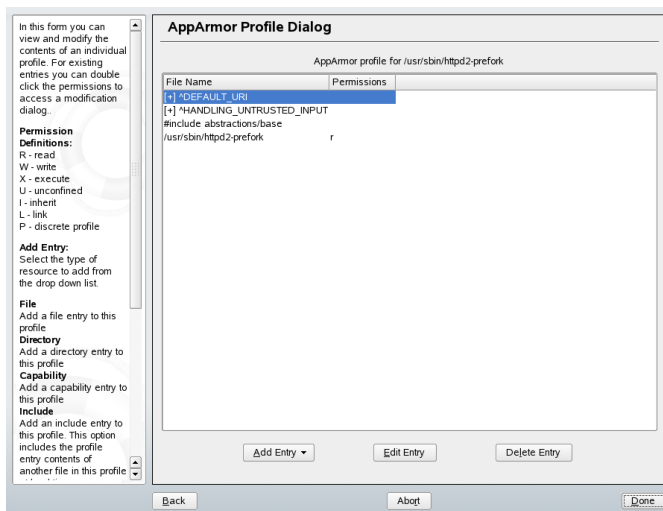 In this form you can
view and modify the
contents of an individual
profile. For existing
entries you can double
click the permissions to
access a modification
dialog..
Permission
Definitions:
R - read
W - write
X - execute
U - unconfined
I - inherit
L - link
P - discrete profile
Add Entry:
Select the type of
resource to add from
the drop down list.
File
Add a file entry to this
profile
Directory
Add a directory entry to
this profile
Capability
Add a capability entry to
this profile
Include
Add an include entry to
this profile. This option
includes the profile
entry contents of
another file in this profile
AppArmor Profile Dialog
AppArmor profile for /usr/sbin/httpd2-prefork
File Name Permissions
[+] ^DEFAULT_URI
[+] ^HANDLING_UNTRUSTED_INPUT
#include abstractions/base
/usr/sbin/httpd2-prefork r
Add Entry Edit Entry Delete Entry
Back Abort Done